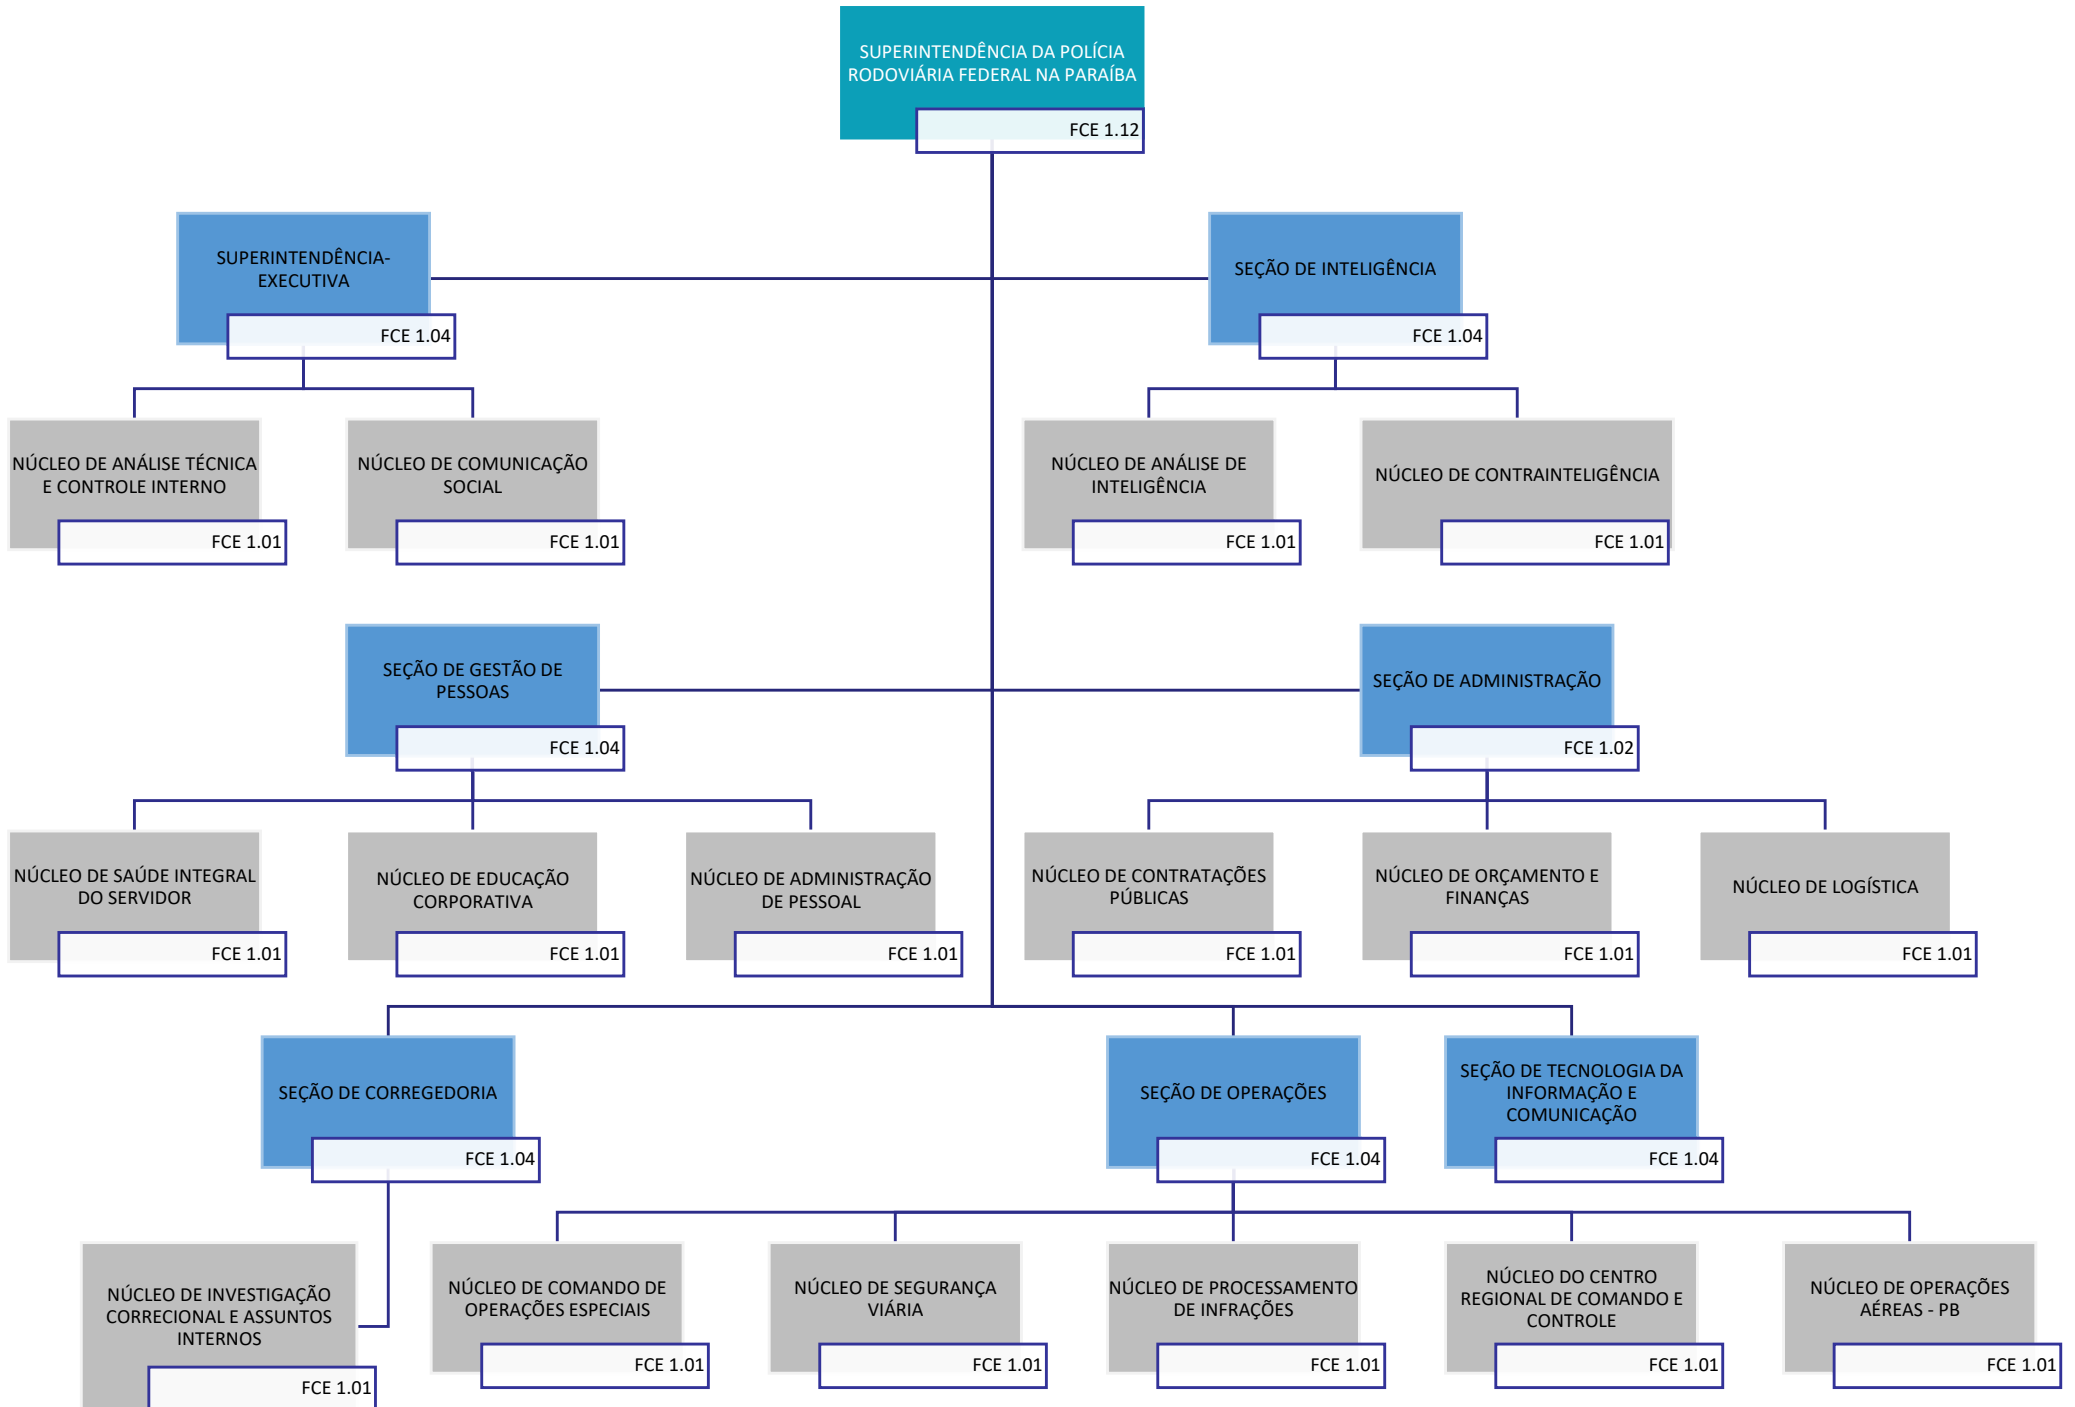 SUPERINTENDÊNCIA DA POLÍCIA
RODOVIÁRIA FEDERAL NA PARAÍBA
FCE 1.12
SUPERINTENDÊNCIA-
EXECUTIVA
FCE 1.04
SEÇÃO DE INTELIGÊNCIA
FCE 1.04
NÚCLEO DE ANÁLISE TÉCNICA
E CONTROLE INTERNO
FCE 1.01
NÚCLEO DE COMUNICAÇÃO
SOCIAL
FCE 1.01
NÚCLEO DE ANÁLISE DE
INTELIGÊNCIA
FCE 1.01
NÚCLEO DE CONTRAINTELIGÊNCIA
FCE 1.01
SEÇÃO DE GESTÃO DE
PESSOAS
FCE 1.04
SEÇÃO DE ADMINISTRAÇÃO
FCE 1.02
NÚCLEO DE SAÚDE INTEGRAL
DO SERVIDOR
FCE 1.01
NÚCLEO DE EDUCAÇÃO
CORPORATIVA
FCE 1.01
NÚCLEO DE ADMINISTRAÇÃO
DE PESSOAL
FCE 1.01
NÚCLEO DE CONTRATAÇÕES
PÚBLICAS
FCE 1.01
NÚCLEO DE ORÇAMENTO E
FINANÇAS
FCE 1.01
NÚCLEO DE LOGÍSTICA
FCE 1.01
SEÇÃO DE CORREGEDORIA
FCE 1.04
SEÇÃO DE OPERAÇÕES
FCE 1.04
SEÇÃO DE TECNOLOGIA DA
INFORMAÇÃO E
COMUNICAÇÃO
FCE 1.04
NÚCLEO DE INVESTIGAÇÃO
CORRECIONAL E ASSUNTOS
INTERNOS
FCE 1.01
NÚCLEO DE COMANDO DE
OPERAÇÕES ESPECIAIS
FCE 1.01
NÚCLEO DE SEGURANÇA
VIÁRIA
FCE 1.01
NÚCLEO DE PROCESSAMENTO
DE INFRAÇÕES
FCE 1.01
NÚCLEO DO CENTRO
REGIONAL DE COMANDO E
CONTROLE
FCE 1.01
NÚCLEO DE OPERAÇÕES
AÉREAS - PB
FCE 1.01